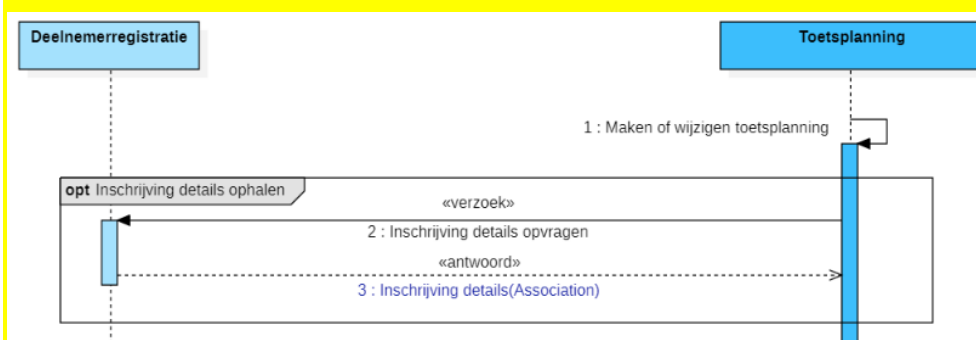 Deelnemerregistratie
Toetsplanning
1 : Maken of wijzigen toetsplanning
opt Inschrijving details ophalen
«verzoek»
2 : Inschrijving details opvragen
«antwoord»
3 : Inschrijving details(Association)